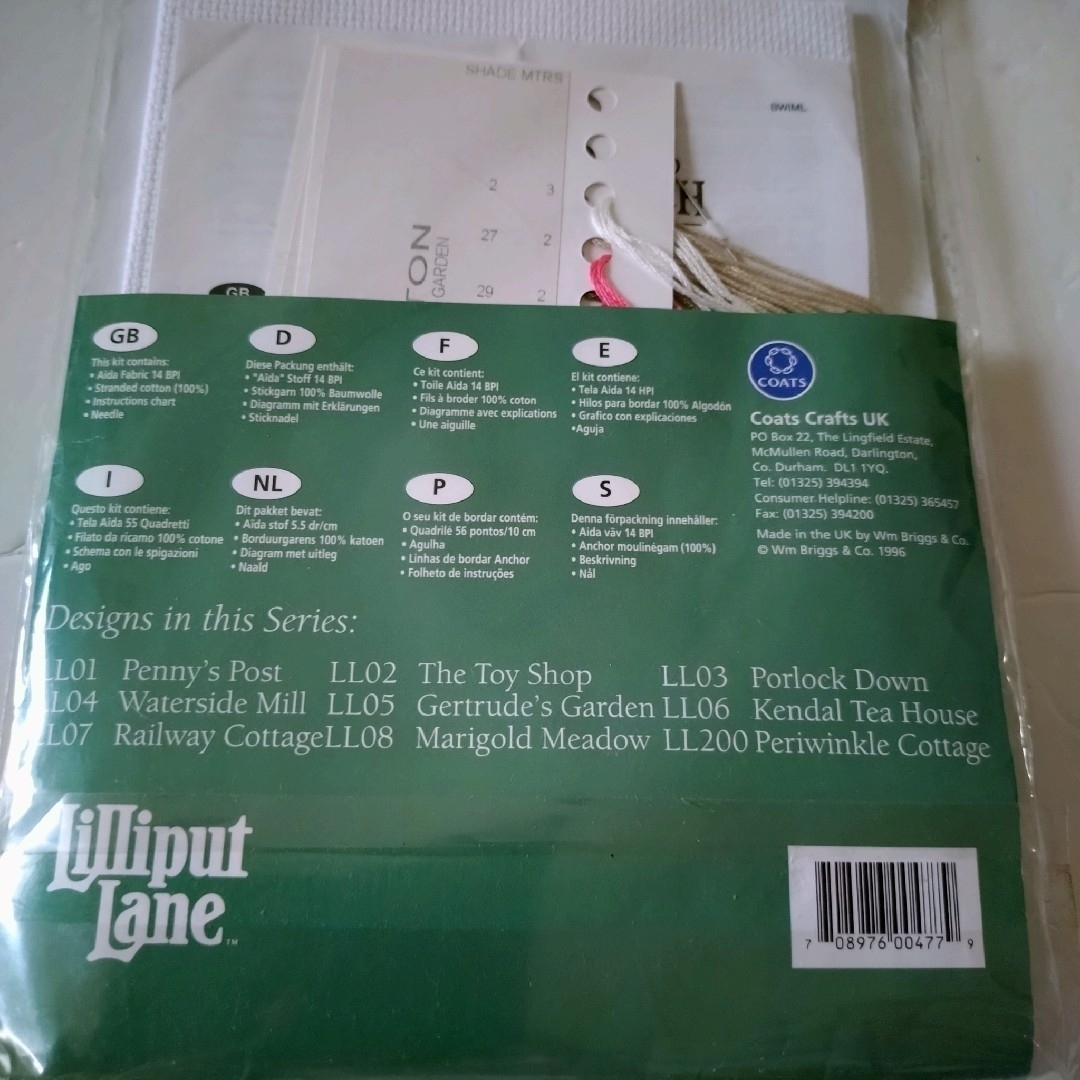 SHADE MTRS
BWIML
H
2 3
27 2
29 2
TON
GARDEN
GB
GB
This kit contains:
• Aida Fabric 14 BPI
• Stranded cotton (100%)
• Instructions chart
• Needle
D
Diese Packung enthält:
• "Aida" Stoff 14 BPI
• Stickgarn 100% Baumwolle
• Diagramm mit Erklärungen
• Sticknadel
F
Ce kit contient:
• Toile Aida 14 BPI
• Fils à broder 100% coton
• Diagramme avec explications
• Une aiguille
E
El kit contiene:
• Tela Aida 14 HPI
• Hilos para bordar 100% Algodón
• Grafico con explicaciones
•Aguja
COATS
Coats Crafts UK
PO Box 22, The Lingfield Estate,
McMullen Road, Darlington,
Co. Durham. DL1 1YQ.
Tel: (01325) 394394
Consumer Helpline: (01325) 365457
Fax: (01325) 394200
Made in the UK by Wm Briggs & Co.
© Wm Briggs & Co. 1996
I
Questo kit contiene:
• Tela Aida 55 Quadretti
• Filato da ricamo 100% cotone
• Schema con le spigazioni
• Ago
NL
Dit pakket bevat:
• Aïda stof 5.5 dr/cm
• Borduurgarens 100% katoen
• Diagram met uitleg
• Naald
P
O seu kit de bordar contém:
• Quadrilé 56 pontos/10 cm
• Agulha
• Linhas de bordar Anchor
• Folheto de instruções
S
Denna förpackning innehåller:
• Aida väv 14 BPI
• Anchor moulinégam (100%)
• Beskrivning
• Nål
Designs in this Series:
LL01 Penny's Post LL02 The Toy Shop LL03 Porlock Down
LL04 Waterside Mill LL05 Gertrude's Garden LL06 Kendal Tea House
LL07 Railway Cottage LL08 Marigold Meadow LL200 Periwinkle Cottage
Lilliput
Lane™
7 08976 00477 9